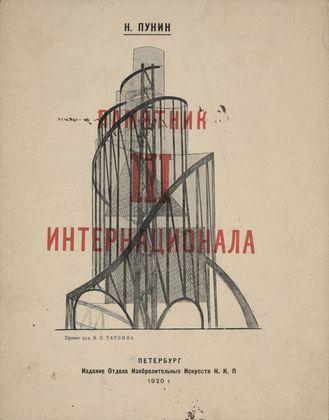 Н. ПУНИН
ПАМЯТНИК
III
ИНТЕРНАЦИОНАЛА
Проект худ. В. Е. ТАТЛИНА
ПЕТЕРБУРГ
Издание Отдела Изобразительных Искусств Н. К. П.
1920 г.